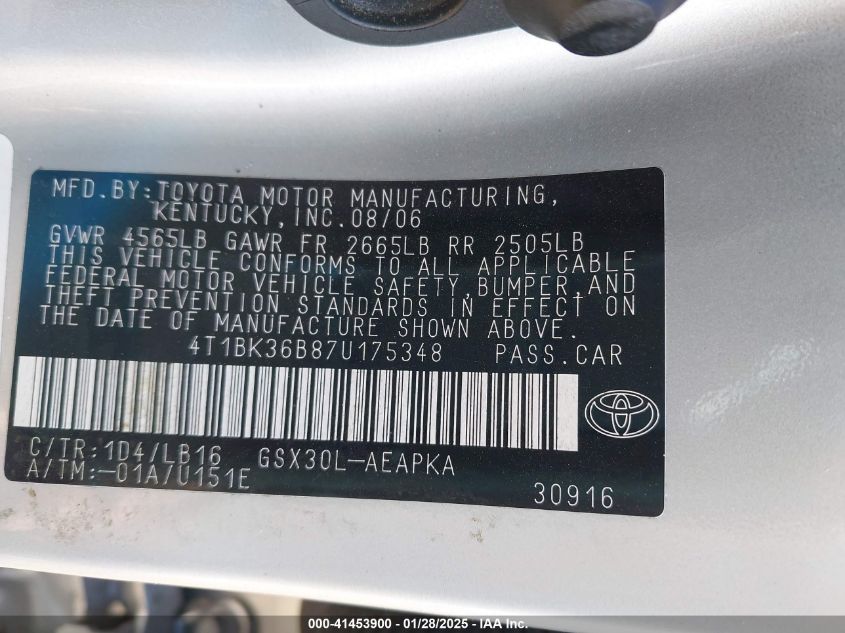 MFD.BY:TOYOTA MOTOR MANUFACTURING,
KENTUCKY,INC.08/06
GVWR 4565LB GAWR FR 2665LB RR 2505LB
THIS VEHICLE CONFORMS TO ALL APPLICABLE
FEDERAL MOTOR VEHICLE SAFETY,BUMPER,AND
THEFT PREVENTION STANDARDS IN EFFECT ON
THE DATE OF MANUFACTURE SHOWN ABOVE.
4T1BK36B87U175348 PASS.CAR
C/TR:1D4/LB16 GSX30L-AEAPKA
A/TM:-01A/U151E
30916
000-41453900 / 01/28/2025 - IAA Inc.